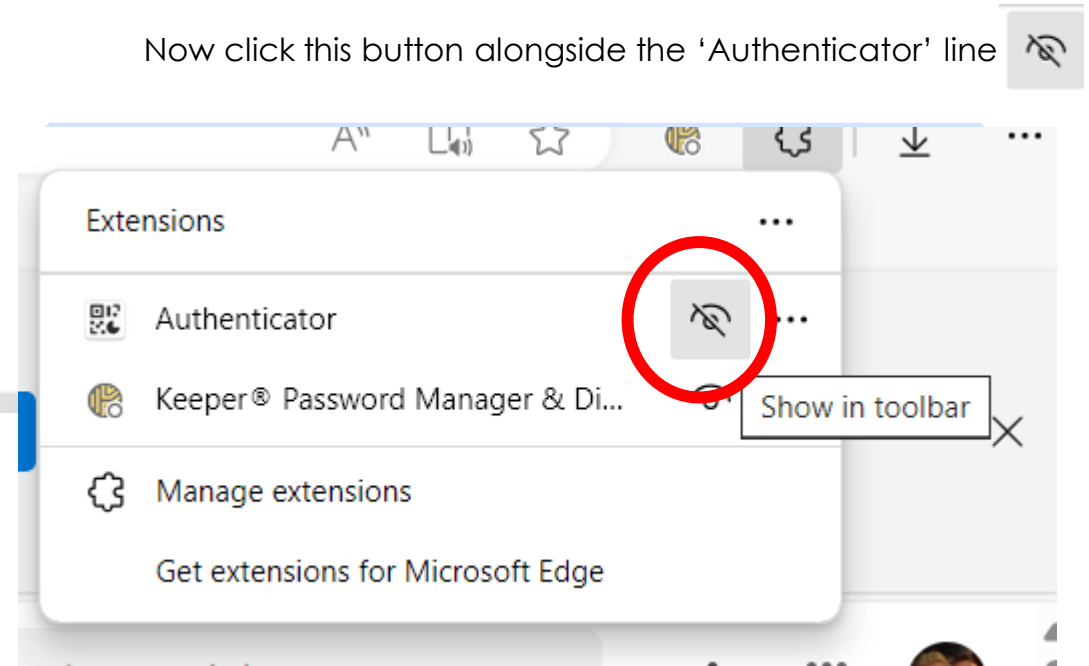 Now click this button alongside the ‘Authenticator’ line
A
Extensions
Authenticator
Keeper® Password Manager & Di...
Show in toolbar
Manage extensions
Get extensions for Microsoft Edge